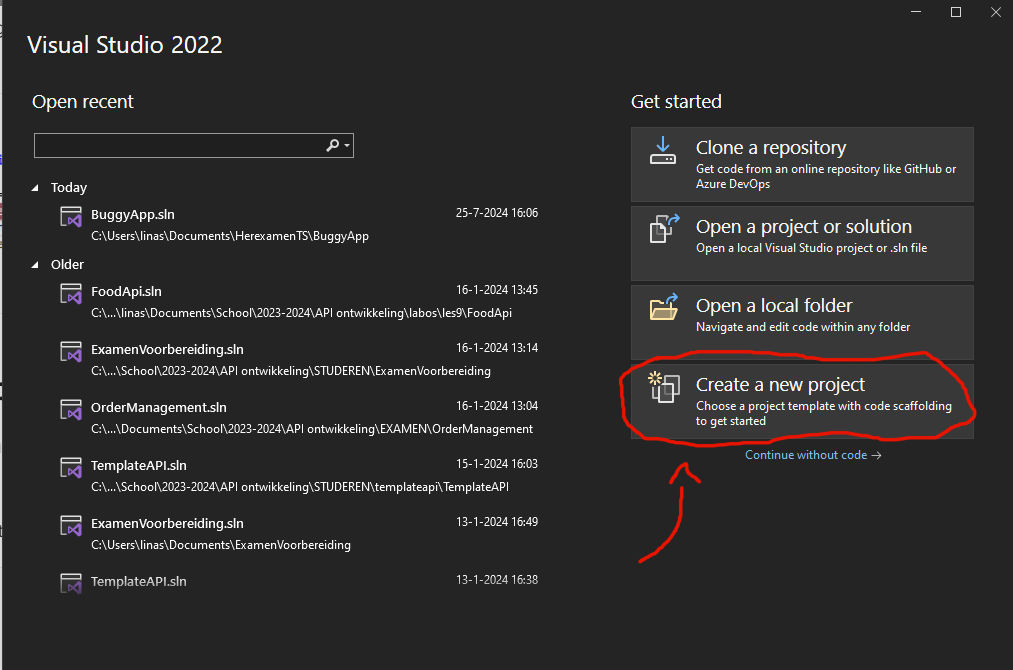 Visual Studio 2022
Open recent
Today
BuggyApp.sln 25-7-2024 16:06
C:\Users\linas\Documents\HerexamenTS\BuggyApp
Older
FoodApi.sln 16-1-2024 13:45
C:\...\linas\Documents\School\2023-2024\API ontwikkeling\labos\les9\FoodApi
ExamenVoorbereiding.sln 16-1-2024 13:14
C:\...\School\2023-2024\API ontwikkeling\STUDEREN\ExamenVoorbereiding
OrderManagement.sln 16-1-2024 13:04
C:\...\Documents\School\2023-2024\API ontwikkeling\EXAMEN\OrderManagement
TemplateAPI.sln 15-1-2024 16:03
C:\...\School\2023-2024\API ontwikkeling\STUDEREN\templateapi\TemplateAPI
ExamenVoorbereiding.sln 13-1-2024 16:49
C:\Users\linas\Documents\ExamenVoorbereiding
TemplateAPI.sln 13-1-2024 16:38
Get started
Clone a repository
Get code from an online repository like GitHub or
Azure DevOps
Open a project or solution
Open a local Visual Studio project or .sln file
Open a local folder
Navigate and edit code within any folder
Create a new project
Choose a project template with code scaffolding
to get started
Continue without code →